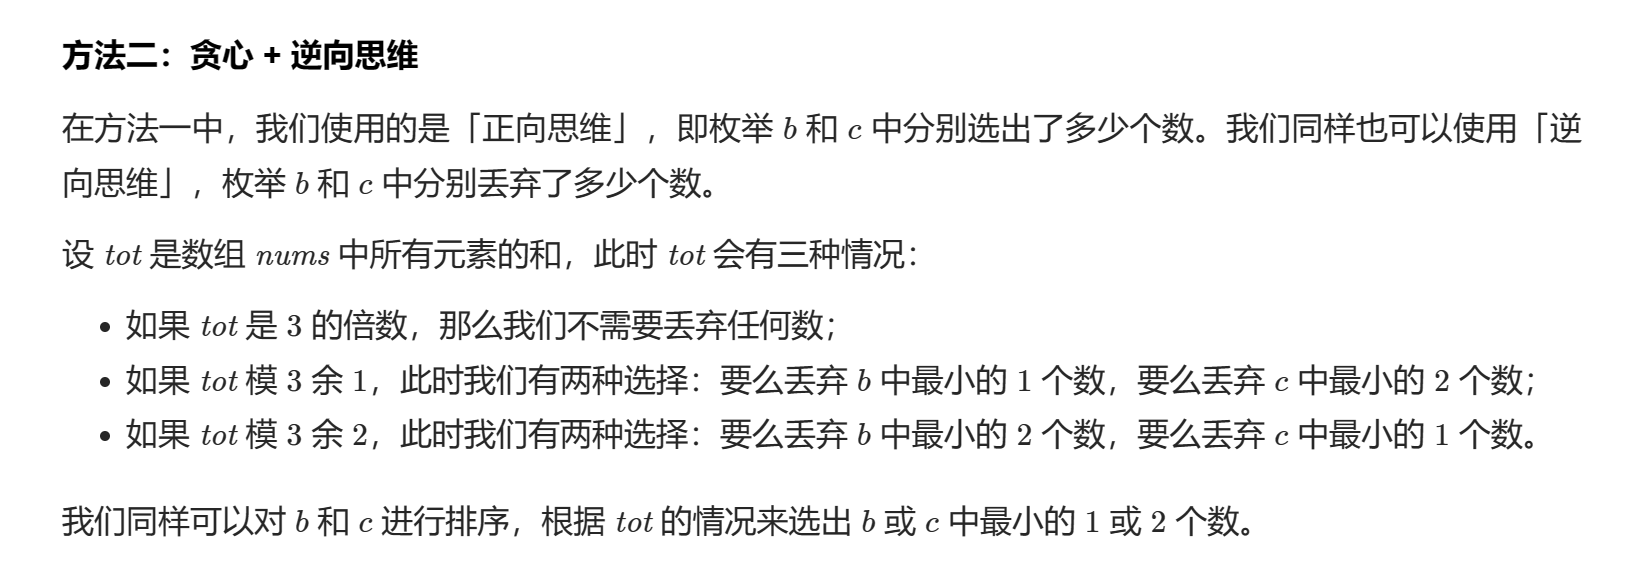 方法二：贪心 + 逆向思维
在方法一中，我们使用的是「正向思维」，即枚举 b 和 c 中分别选出了多少个数。我们同样也可以使用「逆
向思维」，枚举 b 和 c 中分别丢弃了多少个数。
设 tot 是数组 nums 中所有元素的和，此时 tot 会有三种情况：
• 如果 tot 是 3 的倍数，那么我们不需要丢弃任何数；
• 如果 tot 模 3 余 1，此时我们有两种选择：要么丢弃 b 中最小的 1 个数，要么丢弃 c 中最小的 2 个数；
• 如果 tot 模 3 余 2，此时我们有两种选择：要么丢弃 b 中最小的 2 个数，要么丢弃 c 中最小的 1 个数。
我们同样可以对 b 和 c 进行排序，根据 tot 的情况来选出 b 或 c 中最小的 1 或 2 个数。